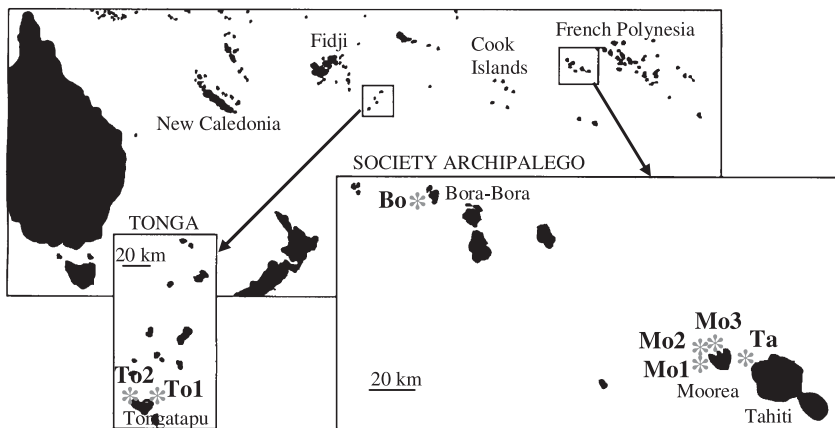 French Polynesia
Fidji
Cook
Islands
New Caledonia
SOCIETY ARCHIPALEGO
Bo
Bora-Bora
TONGA
20 km
Mo3
Mo2
Ta
Mo1
To2
To1
20 km
Moorea
Tongatapu
Tahiti